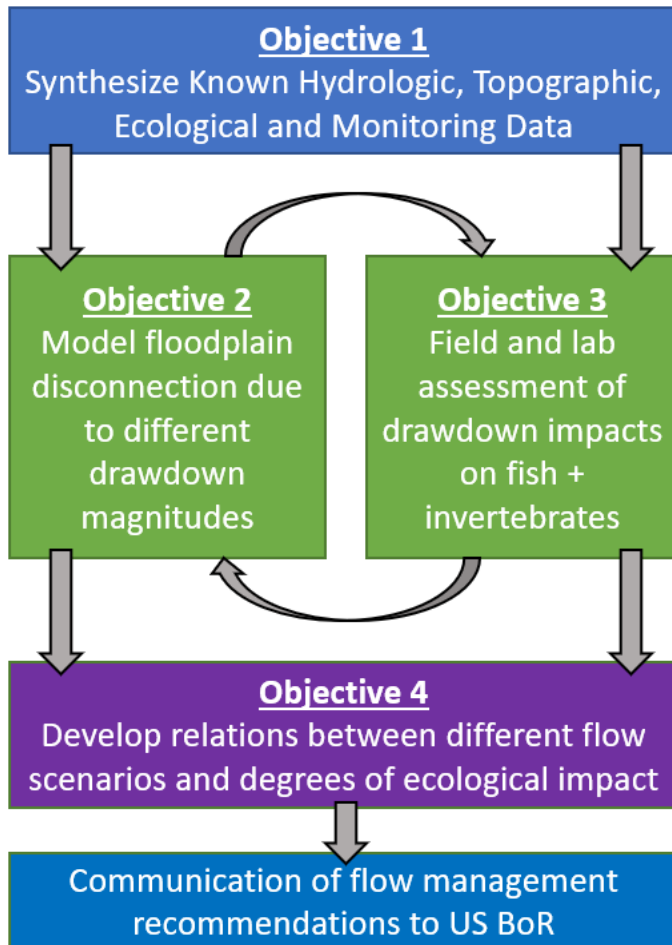 Objective 1
Synthesize Known Hydrologic, Topographic,
Ecological and Monitoring Data
Objective 2
Model floodplain
disconnection due
to different
drawdown
magnitudes
Objective 3
Field and lab
assessment of
drawdown impacts
on fish +
invertebrates
Objective 4
Develop relations between different flow
scenarios and degrees of ecological impact
Communication of flow management
recommendations to US BoR